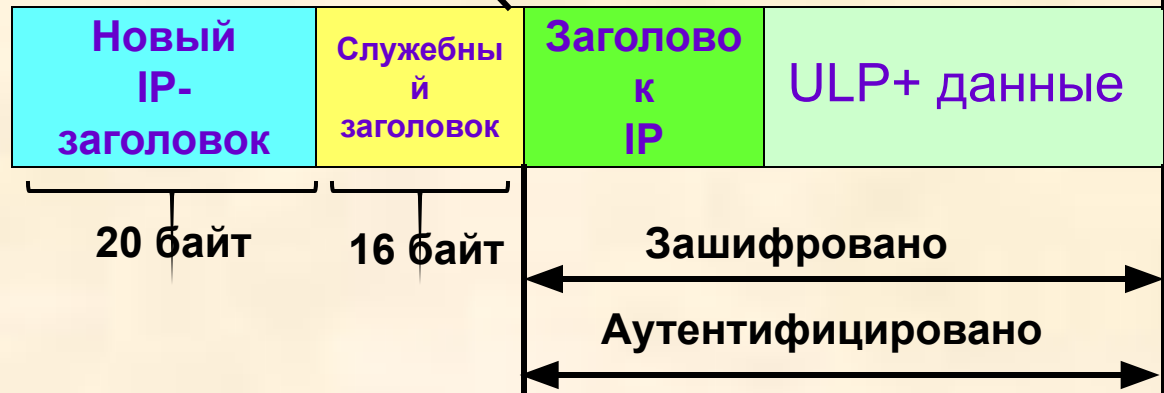 Новый
IP-
заголовок
Служебны
й
заголовок
Заголово
к
IP
ULP+ данные
20 байт
16 байт
Зашифровано
Аутентифицировано